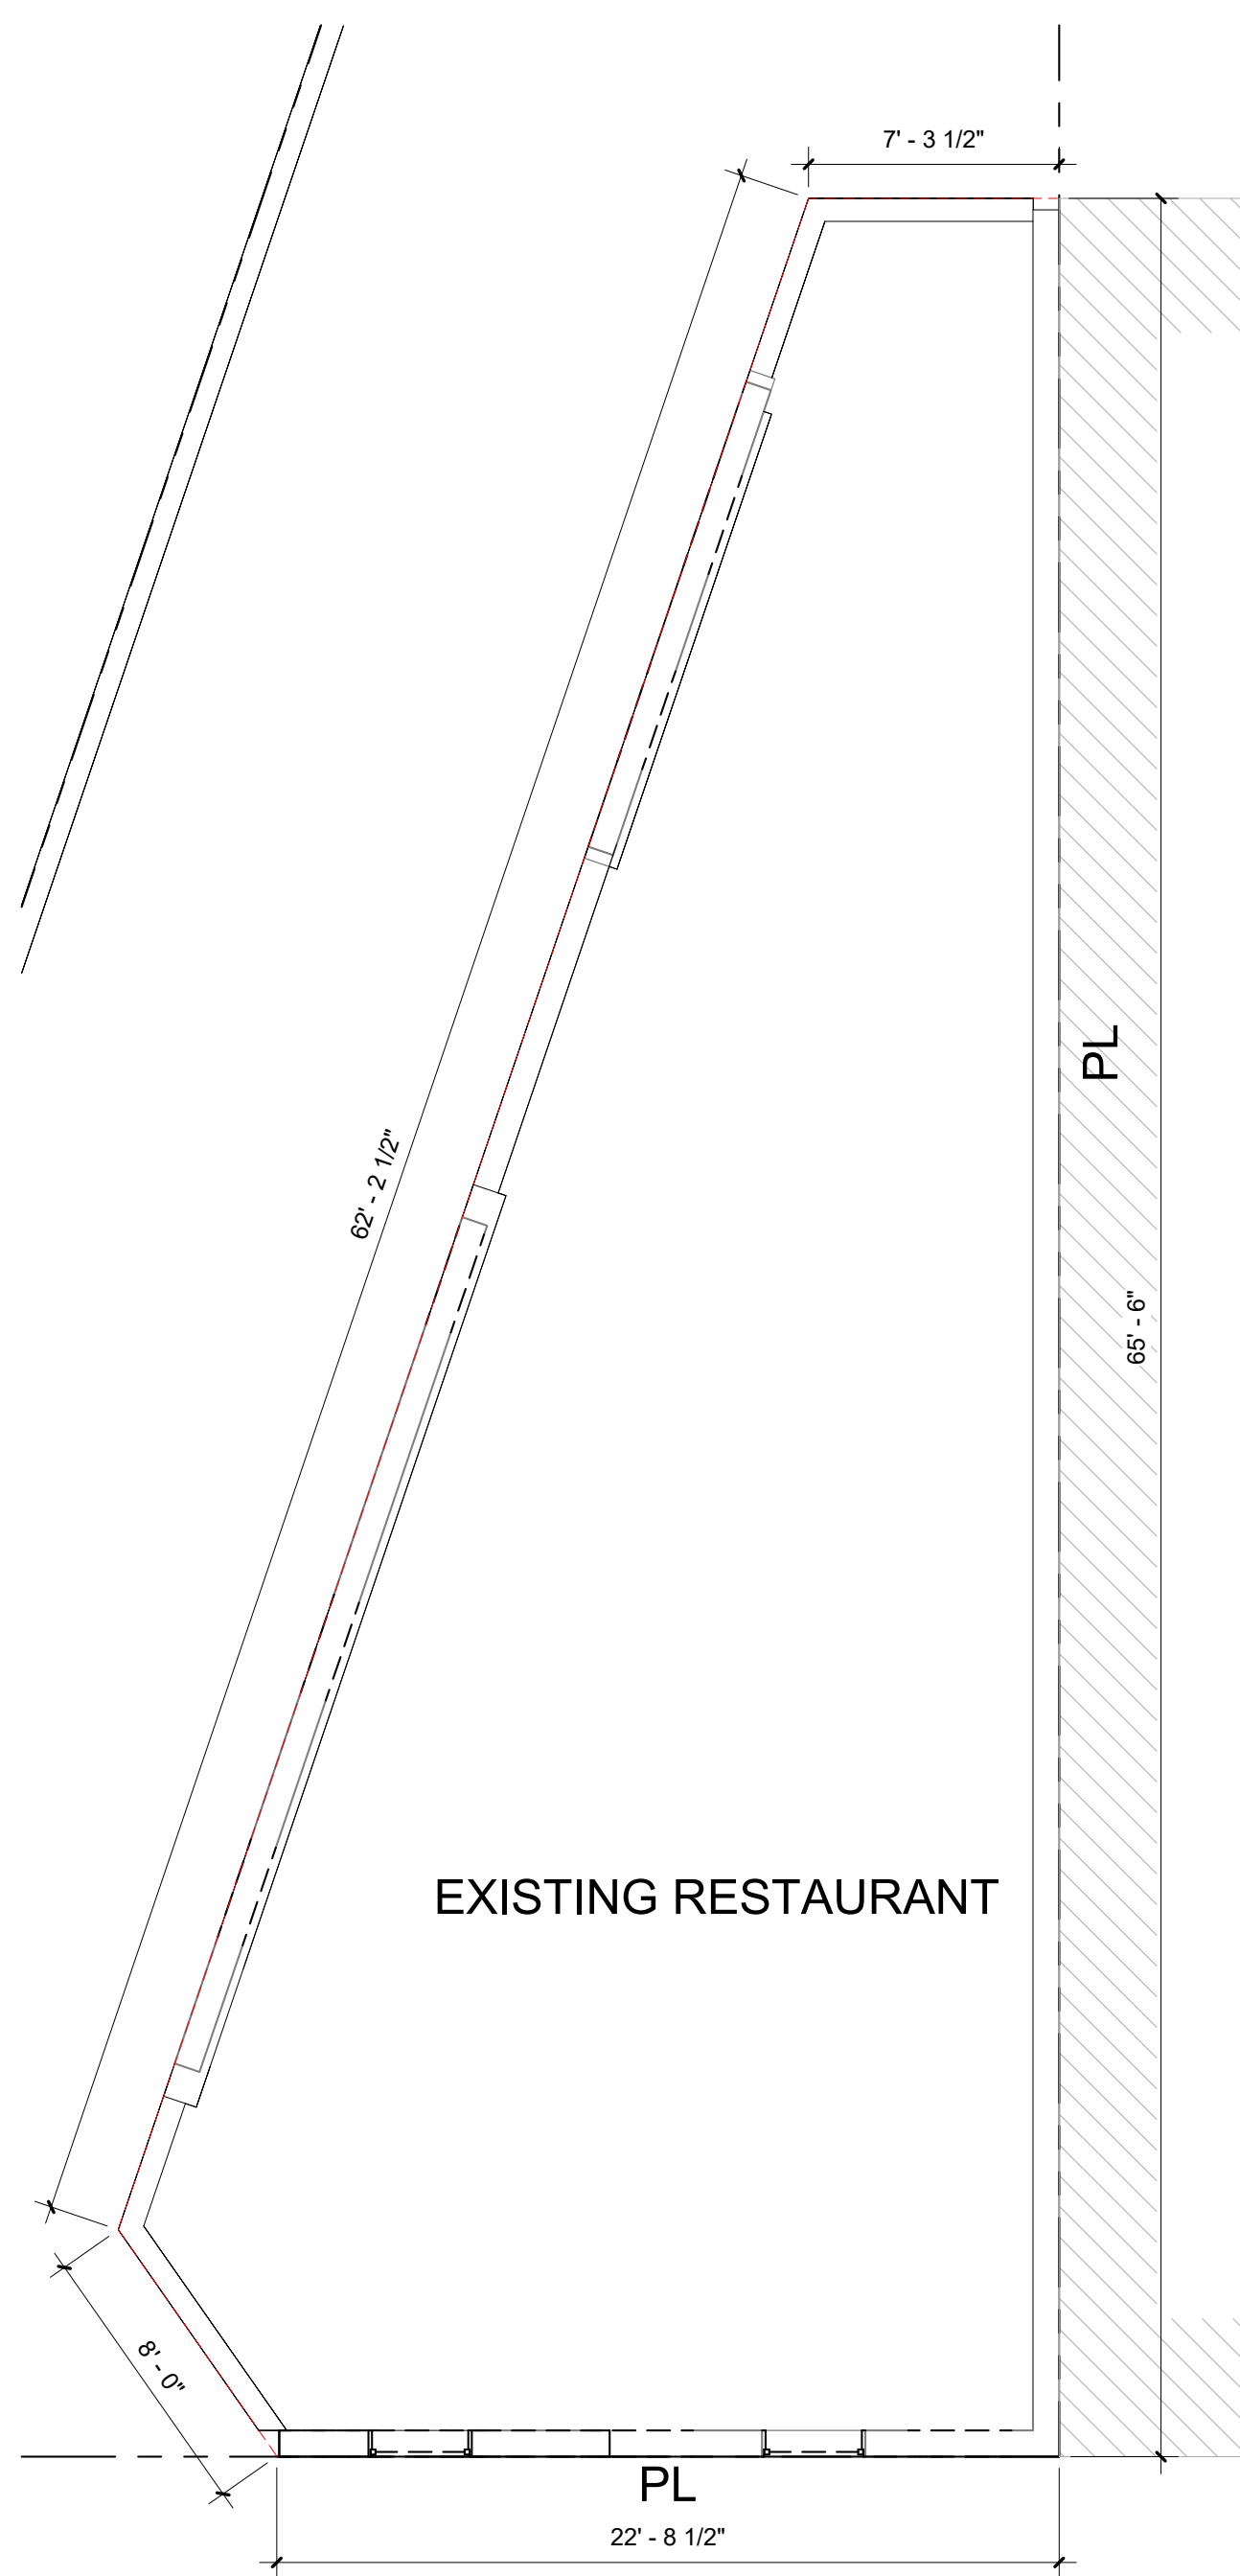 7' - 3 1/2"
PL
62' - 2 1/2"
65' - 6"
EXISTING RESTAURANT
8' - 0"
PL
22' - 8 1/2"